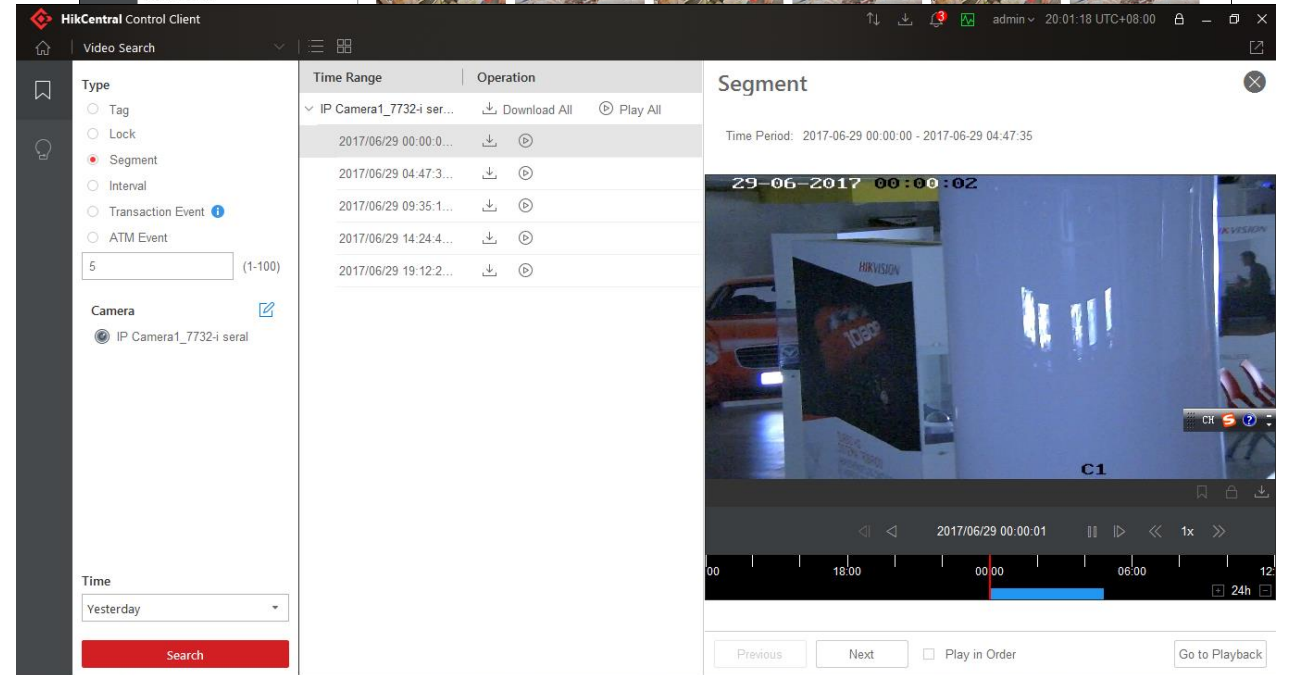 HikCentral Control Client
3
admin
20:01:18 UTC+08:00
Video Search
Type
Tag
Lock
Segment
Interval
Transaction Event
ATM Event
5
(1-100)
Camera
IP Camera1_7732-i seral
Time
Yesterday
Search
Time Range
Operation
IP Camera1_7732-i ser...
Download All
Play All
2017/06/29 00:00:0...
2017/06/29 04:47:3...
2017/06/29 09:35:1...
2017/06/29 14:24:4...
2017/06/29 19:12:2...
Segment
Time Period: 2017-06-29 00:00:00 - 2017-06-29 04:47:35
29-06-2017 00:00:02
HIKVISION
1080P
CH
C1
2017/06/29 00:00:01
1x
00 18:00 00:00 06:00 12:
24h
Previous
Next
Play in Order
Go to Playback